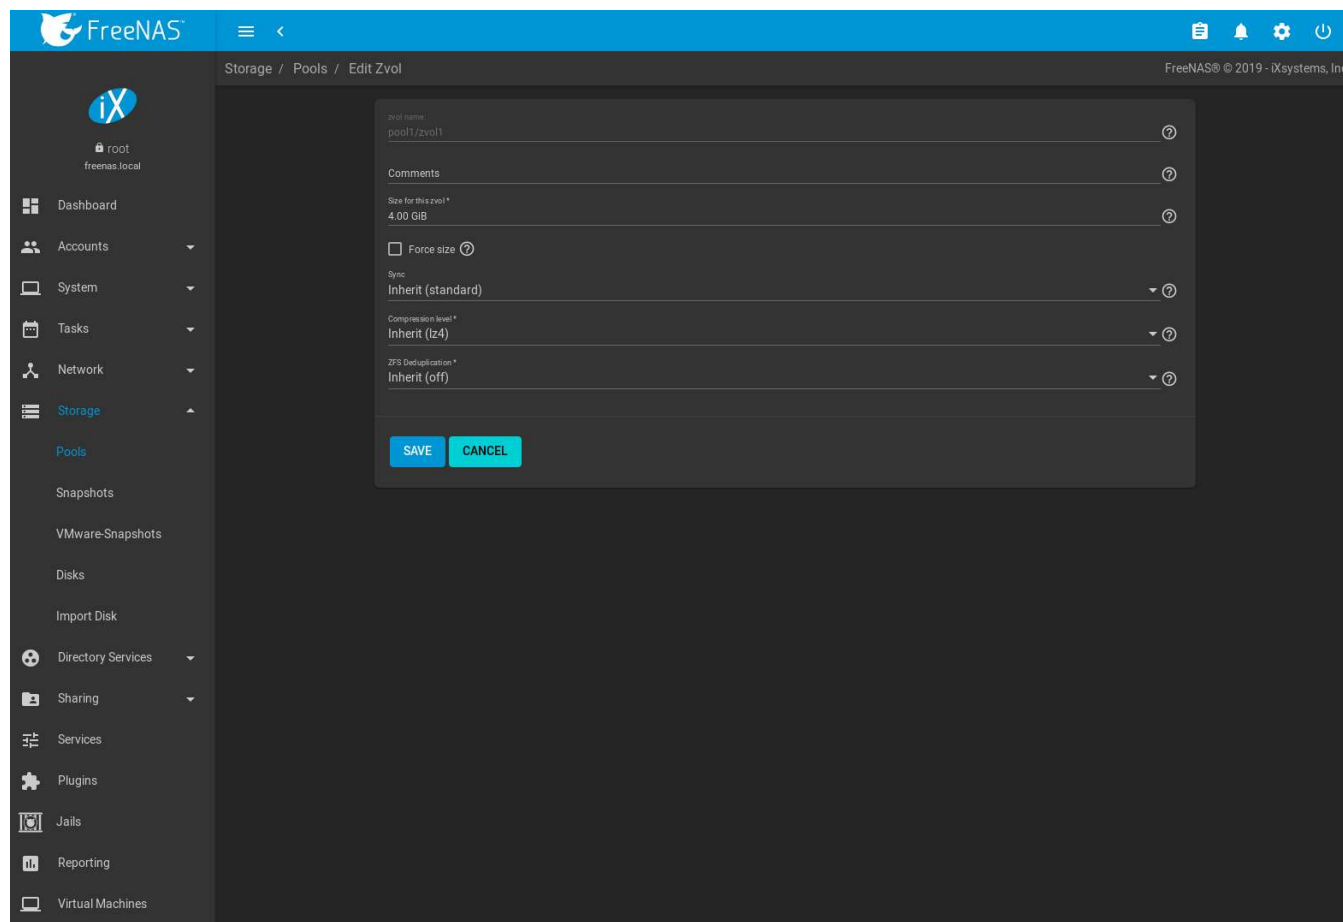 FreeNAS™
Storage / Pools / Edit Zvol
FreeNAS® © 2019 - iXsystems, Inc
iX
root
freenas.local
Dashboard
Accounts
System
Tasks
Network
Storage
Pools
Snapshots
VMware-Snapshots
Disks
Import Disk
Directory Services
Sharing
Services
Plugins
Jails
Reporting
Virtual Machines
zvol name
pool1/zvol1
Comments
Size for this zvol *
4.00 GiB
Force size
Sync
Inherit (standard)
Compression level *
Inherit (lz4)
ZFS Deduplication *
Inherit (off)
SAVE CANCEL